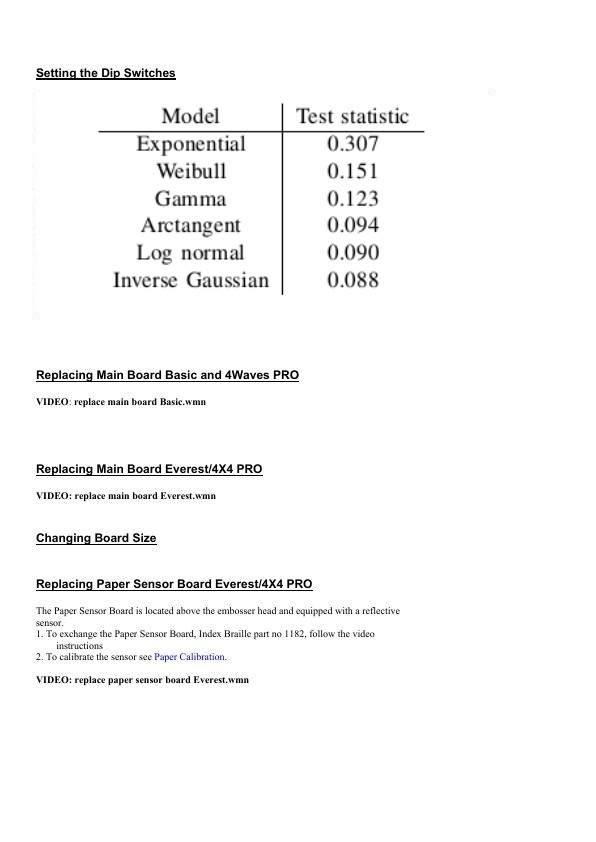 Setting the Dip Switches
Model Test statistic
Exponential 0.307
Weibull 0.151
Gamma 0.123
Arctangent 0.094
Log normal 0.090
Inverse Gaussian 0.088
Replacing Main Board Basic and 4Waves PRO
VIDEO: replace main board Basic.wmn
Replacing Main Board Everest/4X4 PRO
VIDEO: replace main board Everest.wmn
Changing Board Size
Replacing Paper Sensor Board Everest/4X4 PRO
The Paper Sensor Board is located above the embosser head and equipped with a reflective
sensor.
1. To exchange the Paper Sensor Board, Index Braille part no 1182, follow the video
instructions
2. To calibrate the sensor see Paper Calibration.
VIDEO: replace paper sensor board Everest.wmn